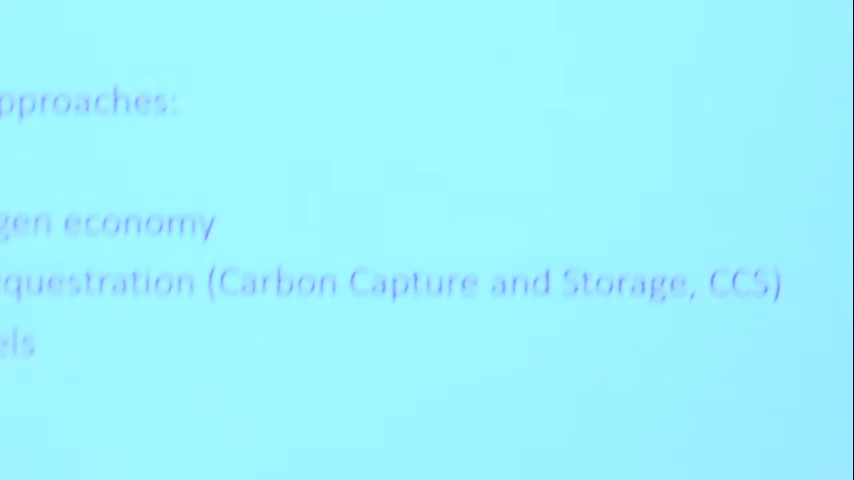 pproaches:
gen economy
questration (Carbon Capture and Storage, CCS)
els